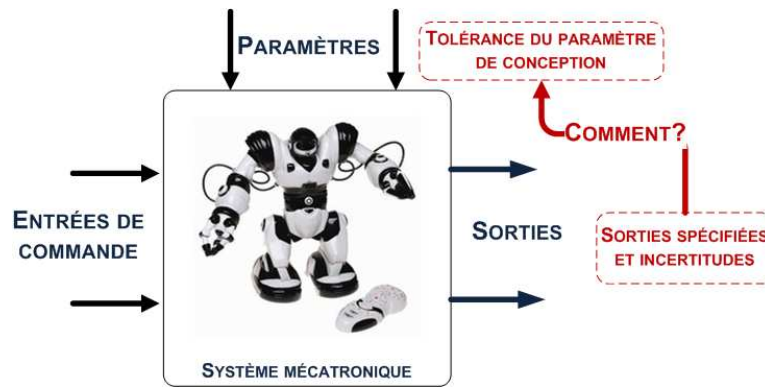 PARAMÈTRES
TOLÉRANCE DU PARAMÈTRE
DE CONCEPTION
COMMENT?
ENTRÉES DE
COMMANDE
SORTIES
SORTIES SPÉCIFIÉES
ET INCERTITUDES
SYSTÈME MÉCATRONIQUE